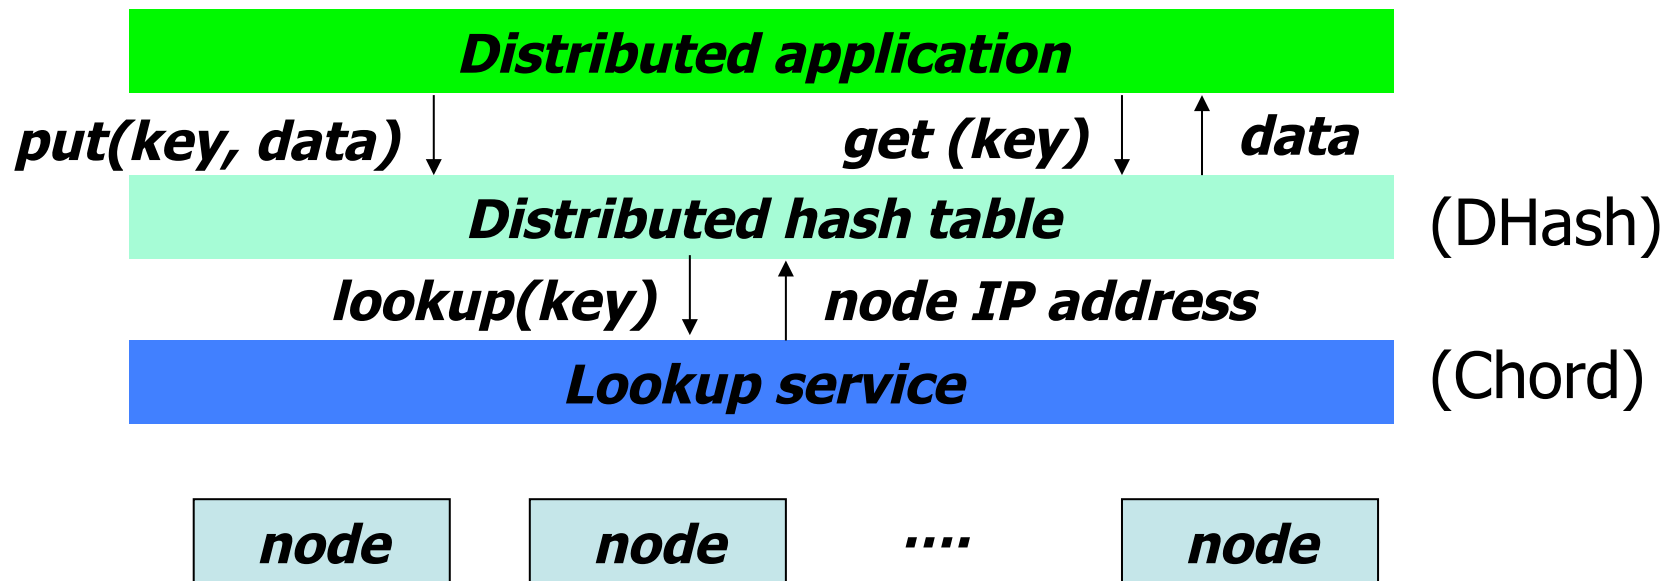 Distributed application
put(key, data) get (key) data
Distributed hash table (DHash)
lookup(key) node IP address
Lookup service (Chord)
node node .... node